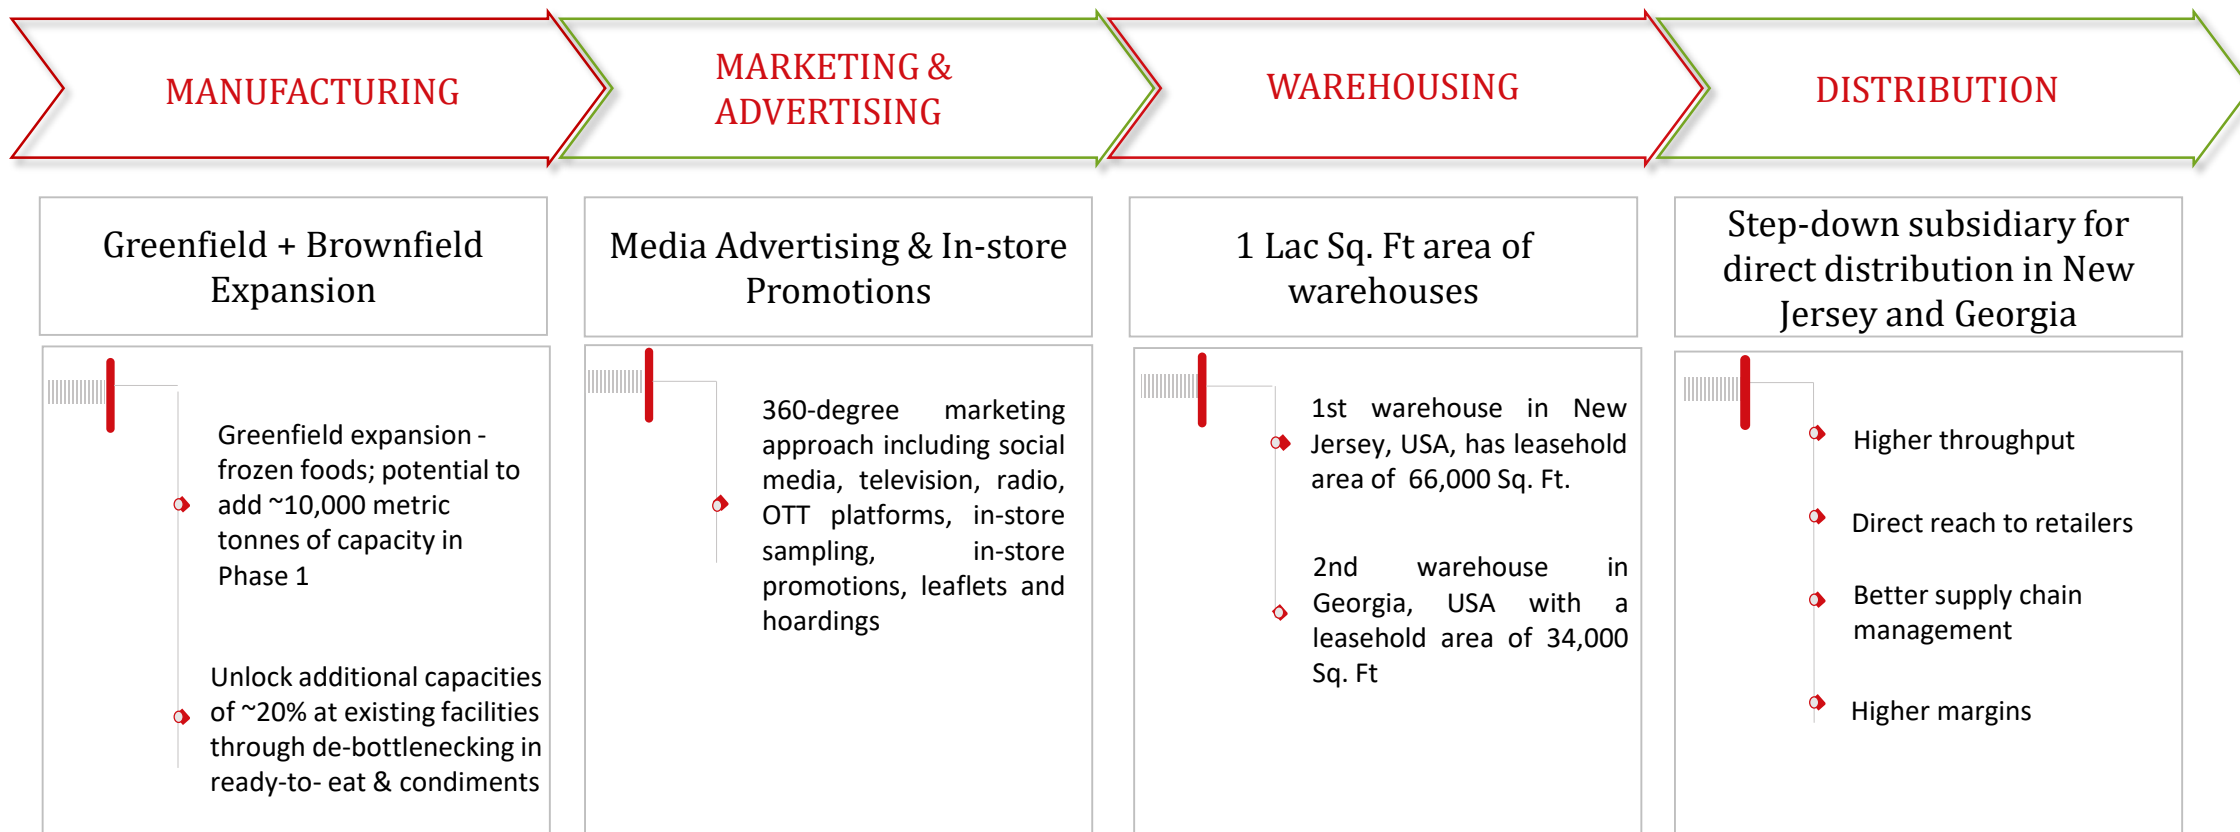 MANUFACTURING
MARKETING &
ADVERTISING
WAREHOUSING
DISTRIBUTION
Greenfield + Brownfield
Expansion
Greenfield expansion -
frozen foods; potential to
add ~10,000 metric
tonnes of capacity in
Phase 1
Unlock additional capacities
of ~20% at existing facilities
through de-bottlenecking in
ready-to- eat & condiments
Media Advertising & In-store
Promotions
360-degree marketing
approach including social
media, television, radio,
OTT platforms, in-store
sampling, in-store
promotions, leaflets and
hoardings
1 Lac Sq. Ft area of
warehouses
1st warehouse in New
Jersey, USA, has leasehold
area of 66,000 Sq. Ft.
2nd warehouse in
Georgia, USA with a
leasehold area of 34,000
Sq. Ft
Step-down subsidiary for
direct distribution in New
Jersey and Georgia
Higher throughput
Direct reach to retailers
Better supply chain
management
Higher margins